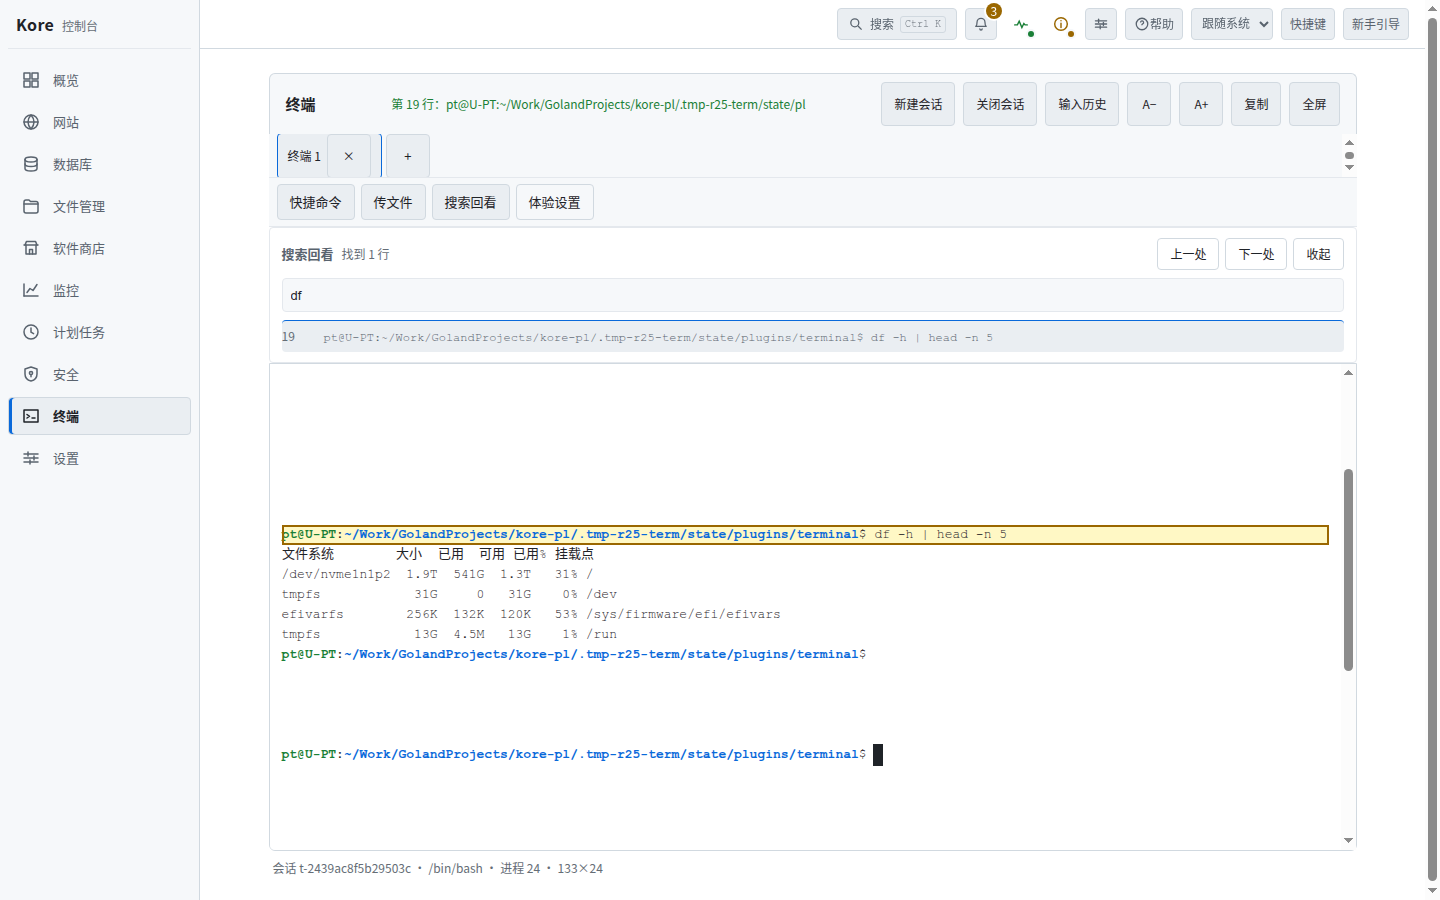 Kore 控制台
搜索 Ctrl K
3
帮助
跟随系统
快捷键
新手引导
概览
网站
数据库
文件管理
软件商店
监控
计划任务
安全
终端
设置
终端
第 19 行：pt@U-PT:~/Work/GolandProjects/kore-pl/.tmp-r25-term/state/pl
新建会话
关闭会话
输入历史
A−
A+
复制
全屏
终端 1 ×
+
快捷命令
传文件
搜索回看
体验设置
搜索回看 找到 1 行
上一处
下一处
收起
df
19 pt@U-PT:~/Work/GolandProjects/kore-pl/.tmp-r25-term/state/plugins/terminal$ df -h | head -n 5
pt@U-PT:~/Work/GolandProjects/kore-pl/.tmp-r25-term/state/plugins/terminal$ df -h | head -n 5
文件系统 大小 已用 可用 已用% 挂载点
/dev/nvme1n1p2 1.9T 541G 1.3T 31% /
tmpfs 31G 0 31G 0% /dev
efivarfs 256K 132K 120K 53% /sys/firmware/efi/efivars
tmpfs 13G 4.5M 13G 1% /run
pt@U-PT:~/Work/GolandProjects/kore-pl/.tmp-r25-term/state/plugins/terminal$
pt@U-PT:~/Work/GolandProjects/kore-pl/.tmp-r25-term/state/plugins/terminal$
会话 t-2439ac8f5b29503c · /bin/bash · 进程 24 · 133×24